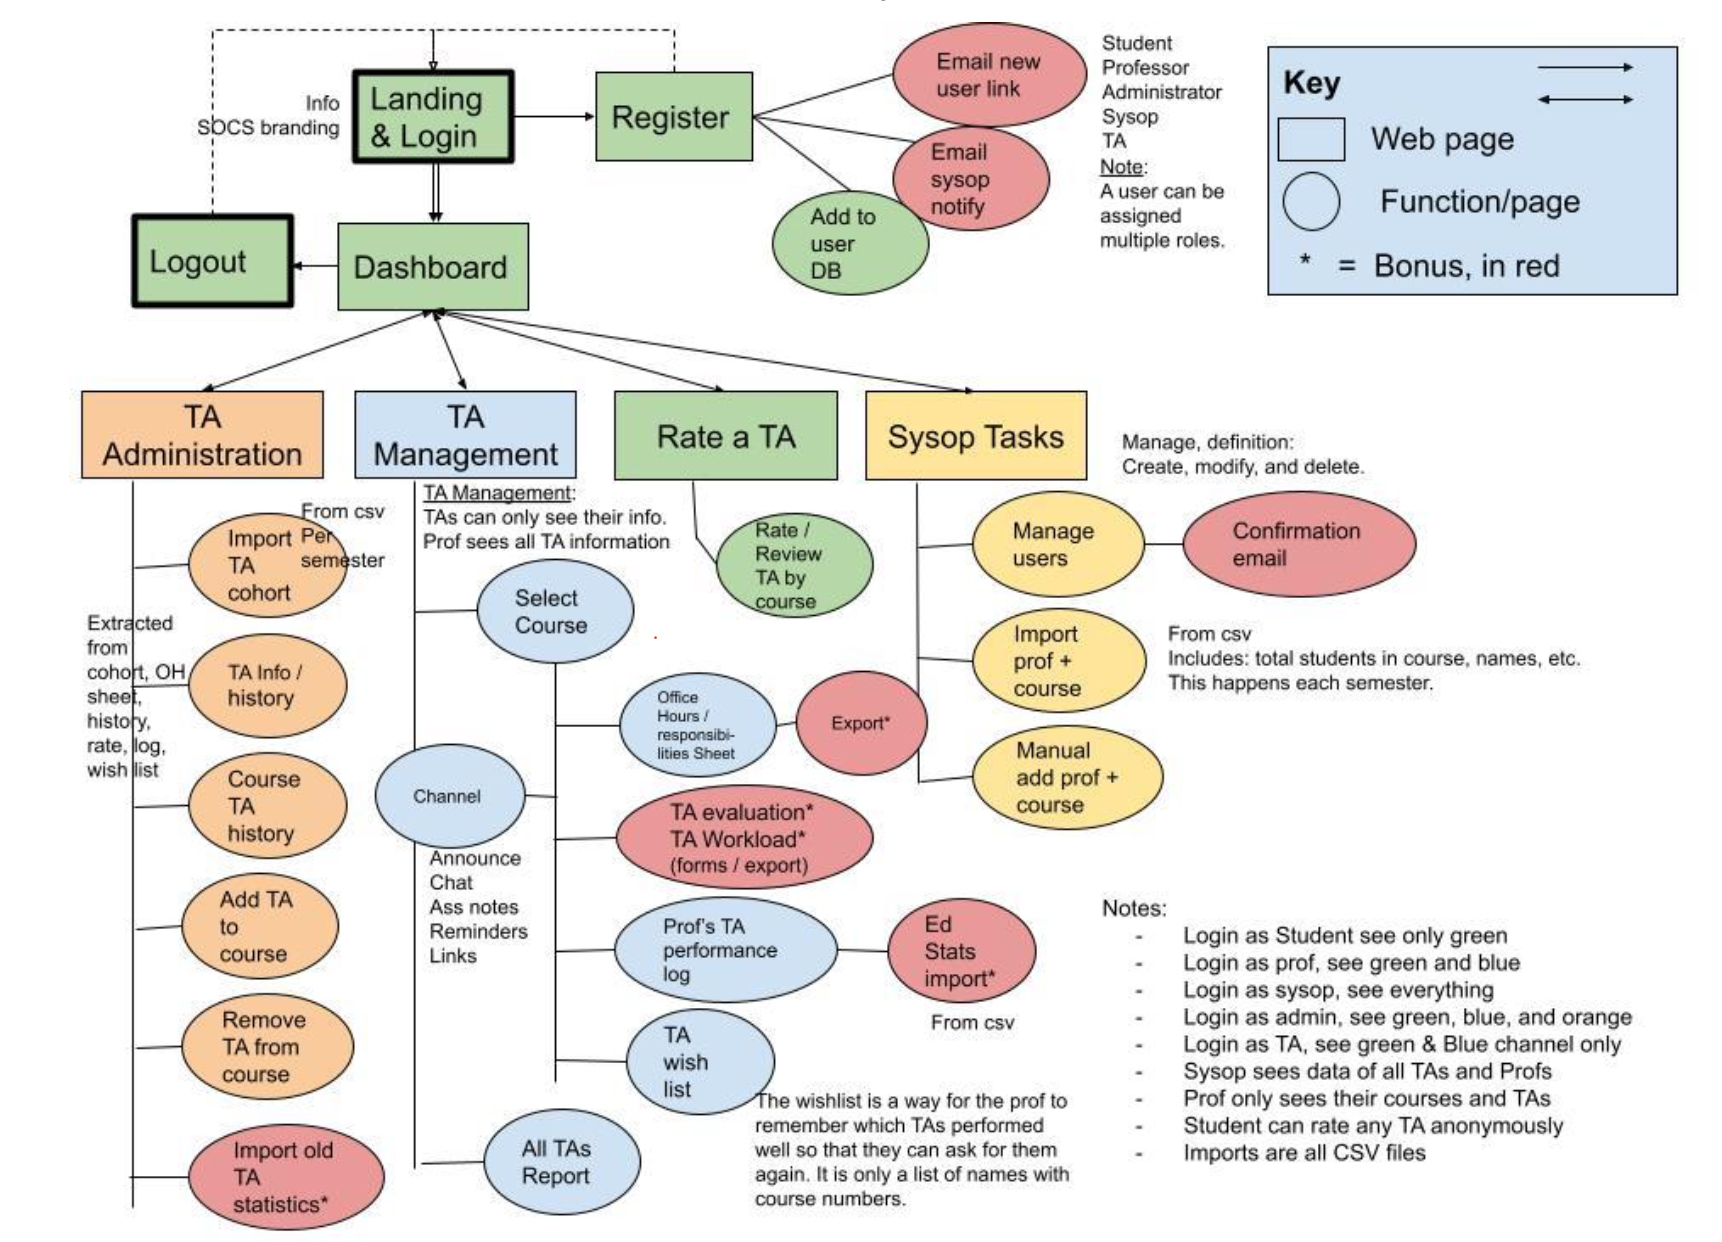 Info
SOCS branding
Landing
& Login
Register
Email new
user link
Email
sysop
notify
Add to
user
DB
Student
Professor
Administrator
Sysop
TA
Note:
A user can be
assigned
multiple roles.
Key
Web page
Function/page
* = Bonus, in red
Logout
Dashboard
TA
Administration
TA
Management
Rate a TA
Sysop Tasks
Manage, definition:
Create, modify, and delete.
From csv
Per
semester
Import
TA
cohort
Extracted
from
cohort, OH
sheet,
history,
rate, log,
wish list
TA Info /
history
Course
TA
history
Add TA
to
course
Remove
TA from
course
Import old
TA
statistics*
TA Management:
TAs can only see their info.
Prof sees all TA information
Select
Course
Channel
Announce
Chat
Ass notes
Reminders
Links
Office
Hours /
responsibi-
lities Sheet
Export*
TA evaluation*
TA Workload*
(forms / export)
Prof's TA
performance
log
Ed
Stats
import*
From csv
TA
wish
list
The wishlist is a way for the prof to
remember which TAs performed
well so that they can ask for them
again. It is only a list of names with
course numbers.
All TAs
Report
Rate /
Review
TA by
course
Manage
users
Confirmation
email
Import
prof +
course
From csv
Includes: total students in course, names, etc.
This happens each semester.
Manual
add prof +
course
Notes:
- Login as Student see only green
- Login as prof, see green and blue
- Login as sysop, see everything
- Login as admin, see green, blue, and orange
- Login as TA, see green & Blue channel only
- Sysop sees data of all TAs and Profs
- Prof only sees their courses and TAs
- Student can rate any TA anonymously
- Imports are all CSV files